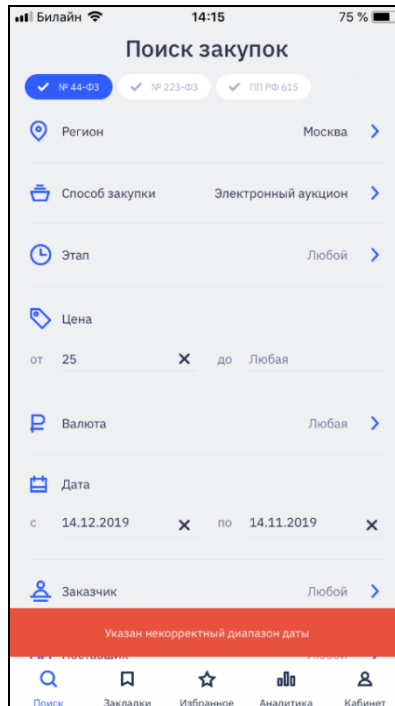 Билайн 14:15 75 %
Поиск закупок
№ 44-ФЗ № 223-ФЗ ПП РФ 615
Регион Москва
Способ закупки Электронный аукцион
Этап Любой
Цена
от 25 до Любая
Валюта Любая
Дата
с 14.12.2019 по 14.11.2019
Заказчик Любой
Указан некорректный диапазон даты
Поиск Закладки Избранное Аналитика Кабинет